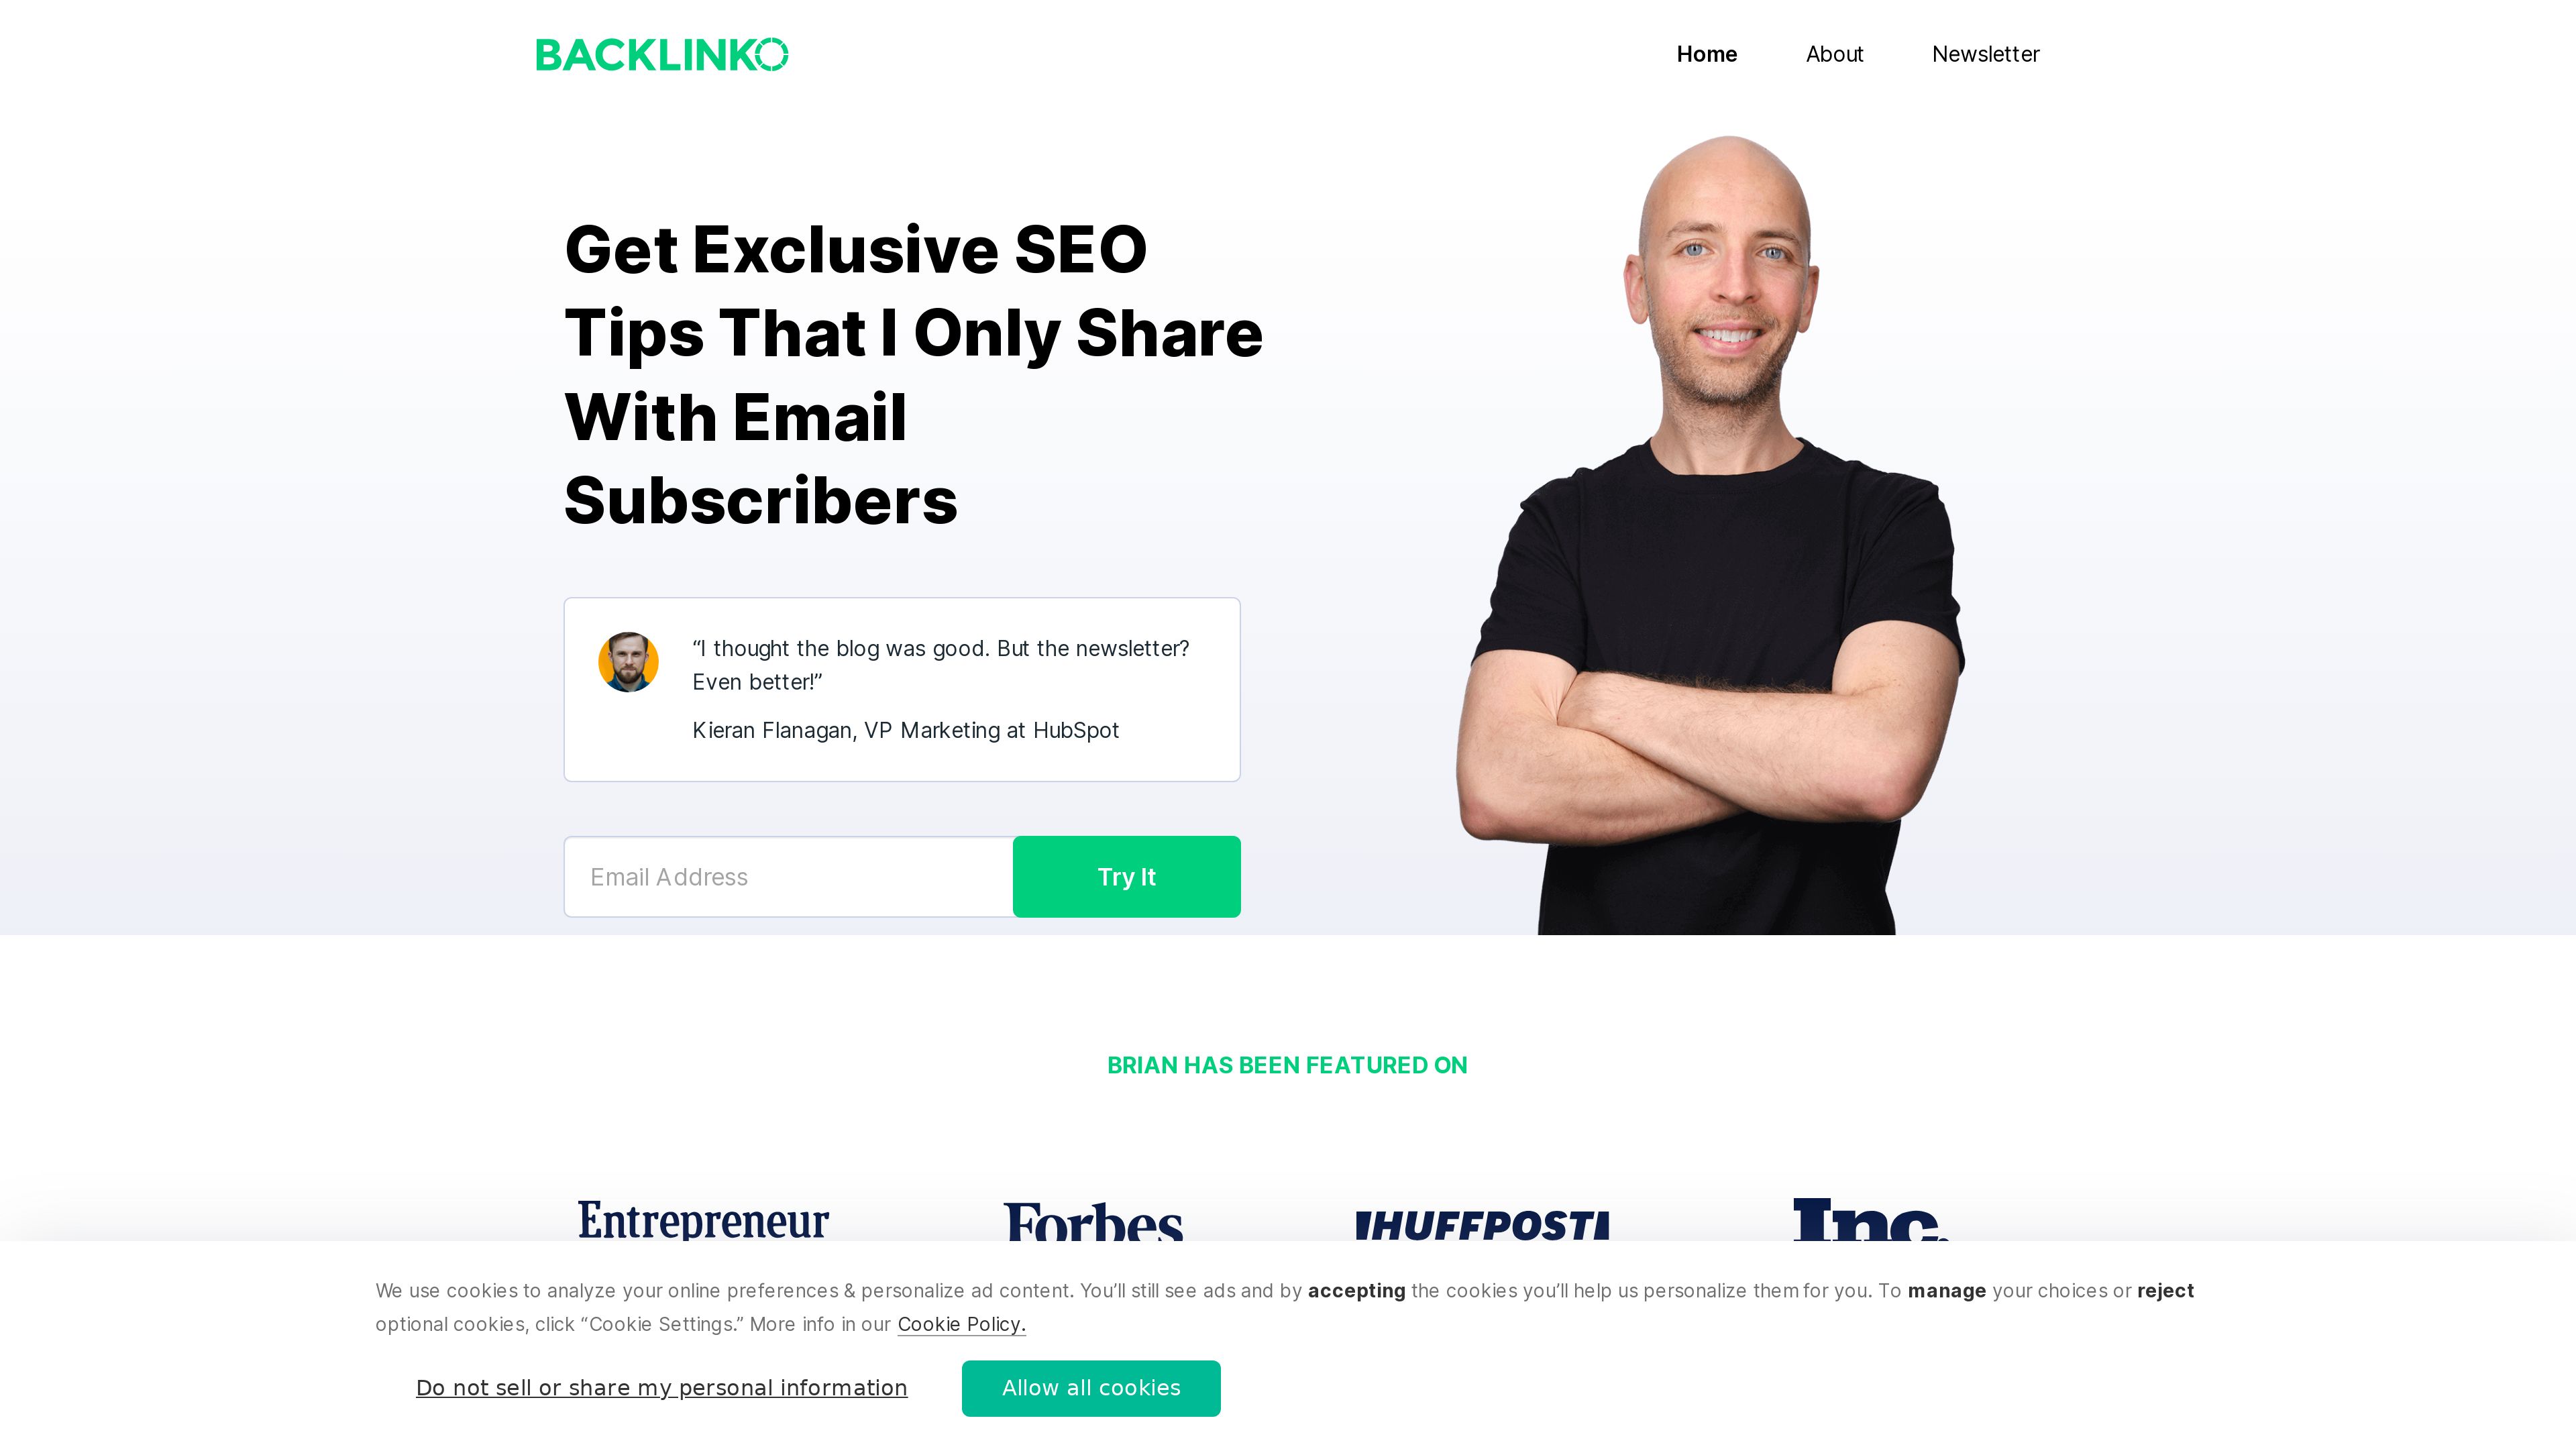 BACKLINKO
Home
About
Newsletter
Get Exclusive SEO
Tips That I Only Share
With Email
Subscribers
“I thought the blog was good. But the newsletter?
Even better!”
Kieran Flanagan, VP Marketing at HubSpot
Email Address
Try It
BRIAN HAS BEEN FEATURED ON
Entrepreneur
Forbes
HUFFPOST
Inc.
We use cookies to analyze your online preferences & personalize ad content. You’ll still see ads and by accepting the cookies you’ll help us personalize them for you. To manage your choices or reject
optional cookies, click “Cookie Settings.” More info in our Cookie Policy.
Do not sell or share my personal information
Allow all cookies